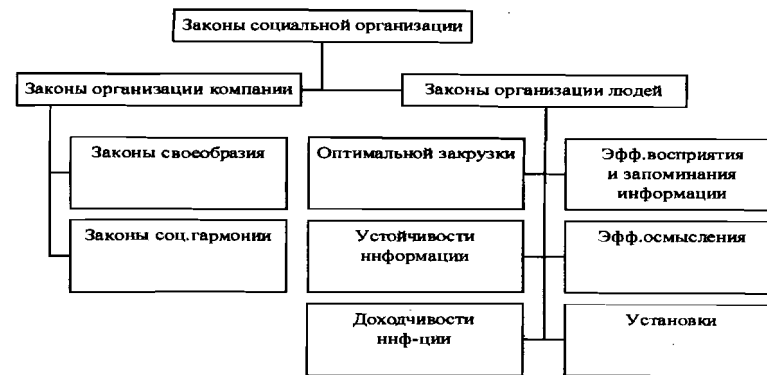 Законы социальной организации
Законы организации компании
Законы организации людей
Законы своеобразия
Оптимальной закрузки
Эфф.восприятия
и запоминания
информации
Законы соц.гармонии
Устойчивости
ннформации
Эфф.осмысления
Доходчивости
ннф-ции
Установки